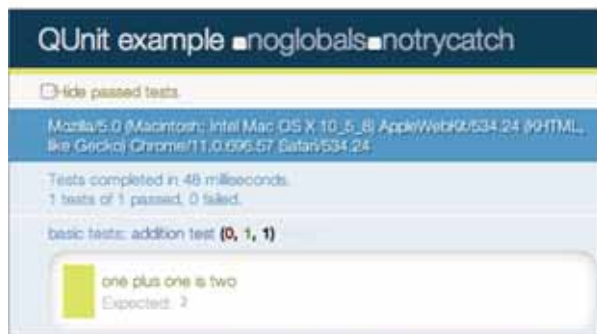 QUnit example noglobals notrycatch
Hide passed tests
Mozilla/5.0 (Macintosh; Intel Mac OS X 10_5_8) AppleWebKit/534.24 (KHTML,
like Gecko) Chrome/11.0.696.57 Safari/534.24
Tests completed in 48 milliseconds.
1 tests of 1 passed, 0 failed.
basic tests: addition test (0, 1, 1)
one plus one is two
Expected: 2